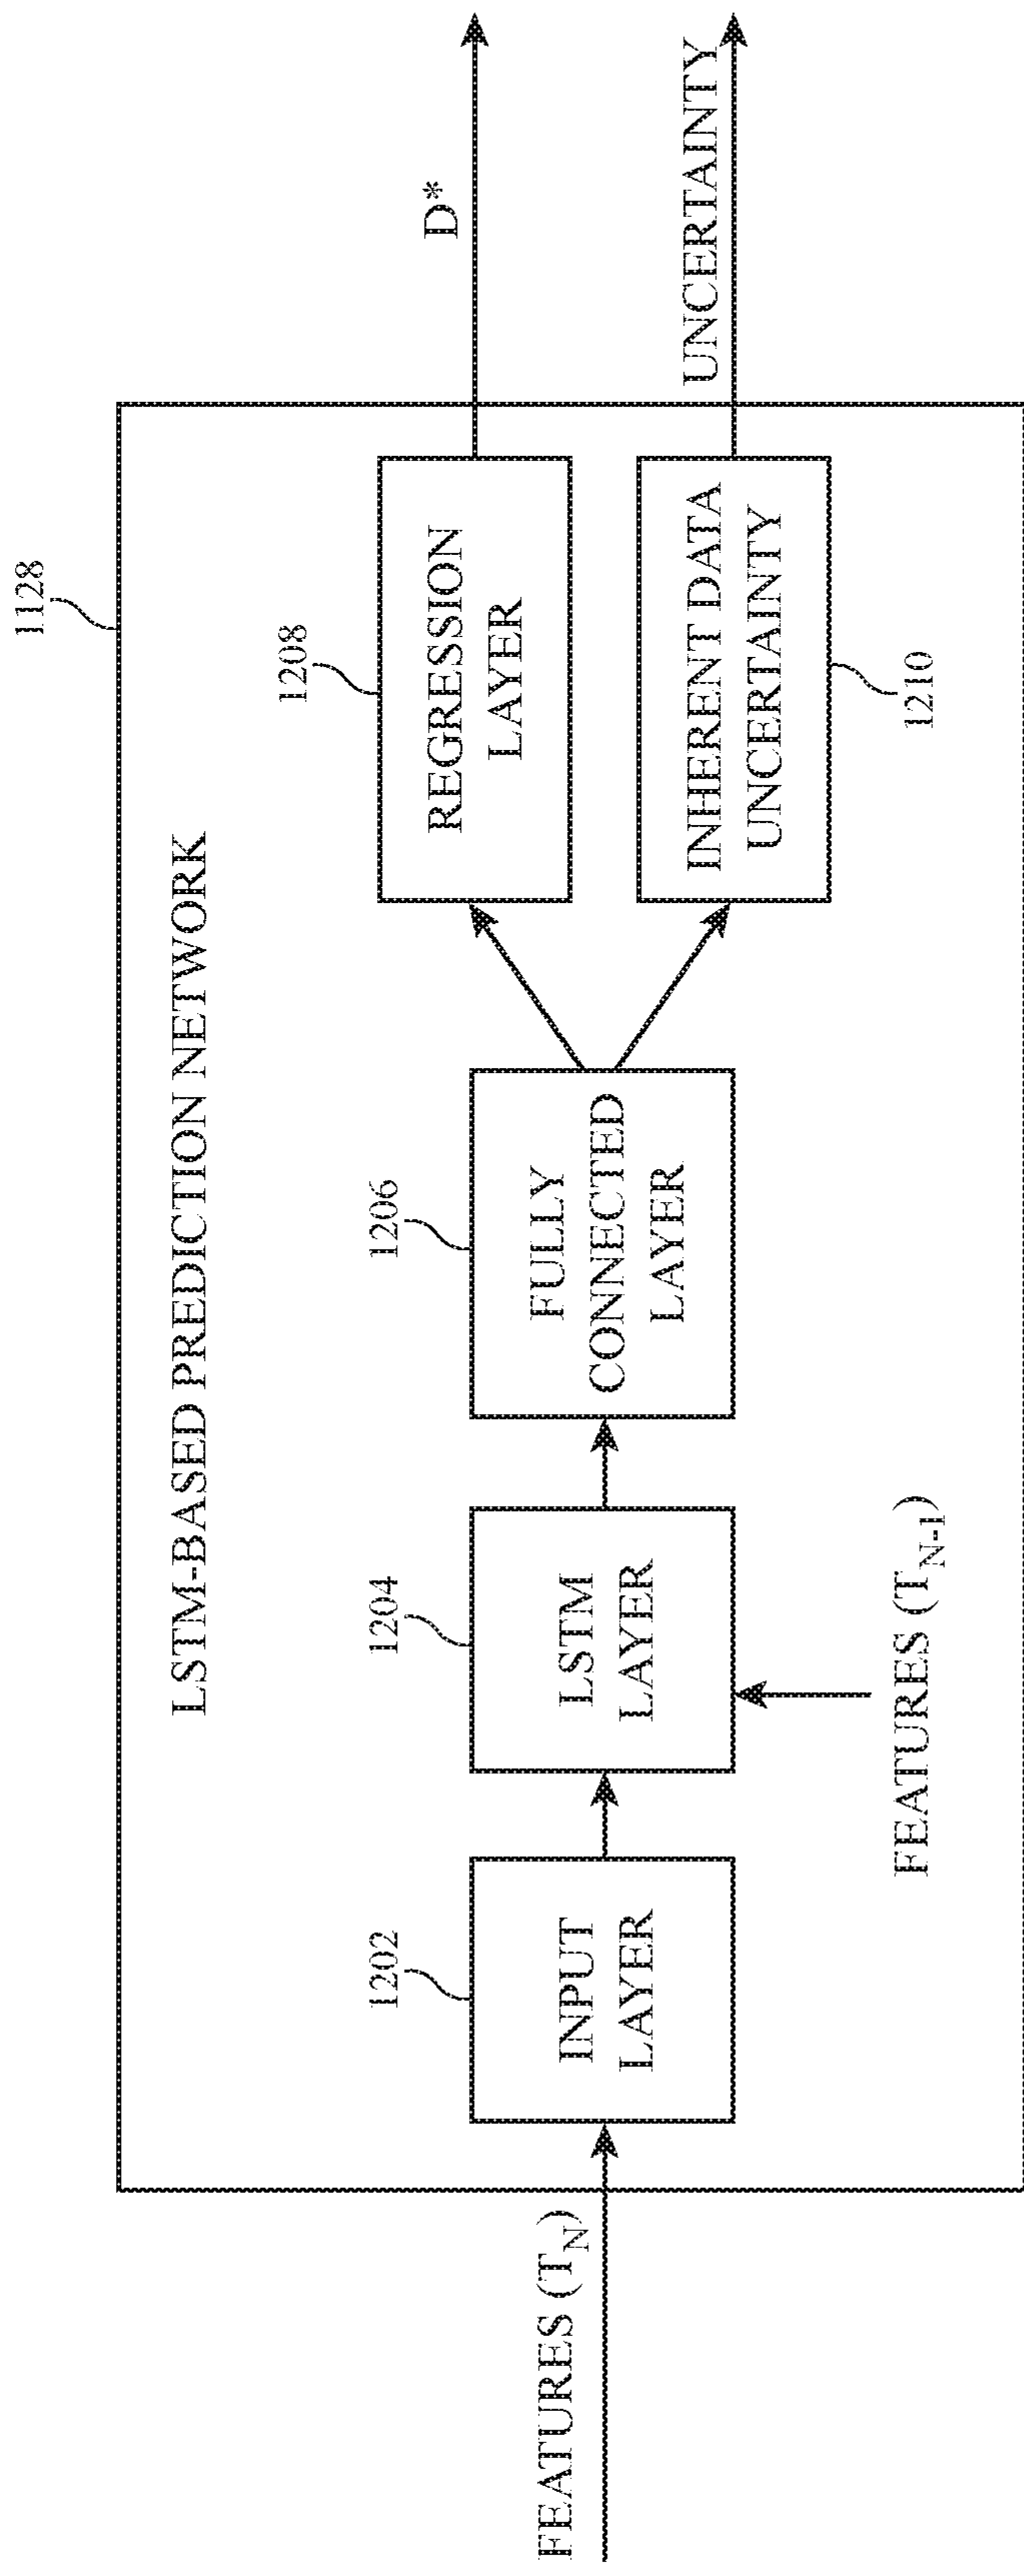 1128
LSTM-BASED PREDICTION NETWORK
FEATURES (T_N)
1202
INPUT
LAYER
1204
LSTM
LAYER
FEATURES (T_N-1)
1206
FULLY
CONNECTED
LAYER
1208
REGRESSION
LAYER
D*
INHERENT DATA
UNCERTAINTY
1210
UNCERTAINTY